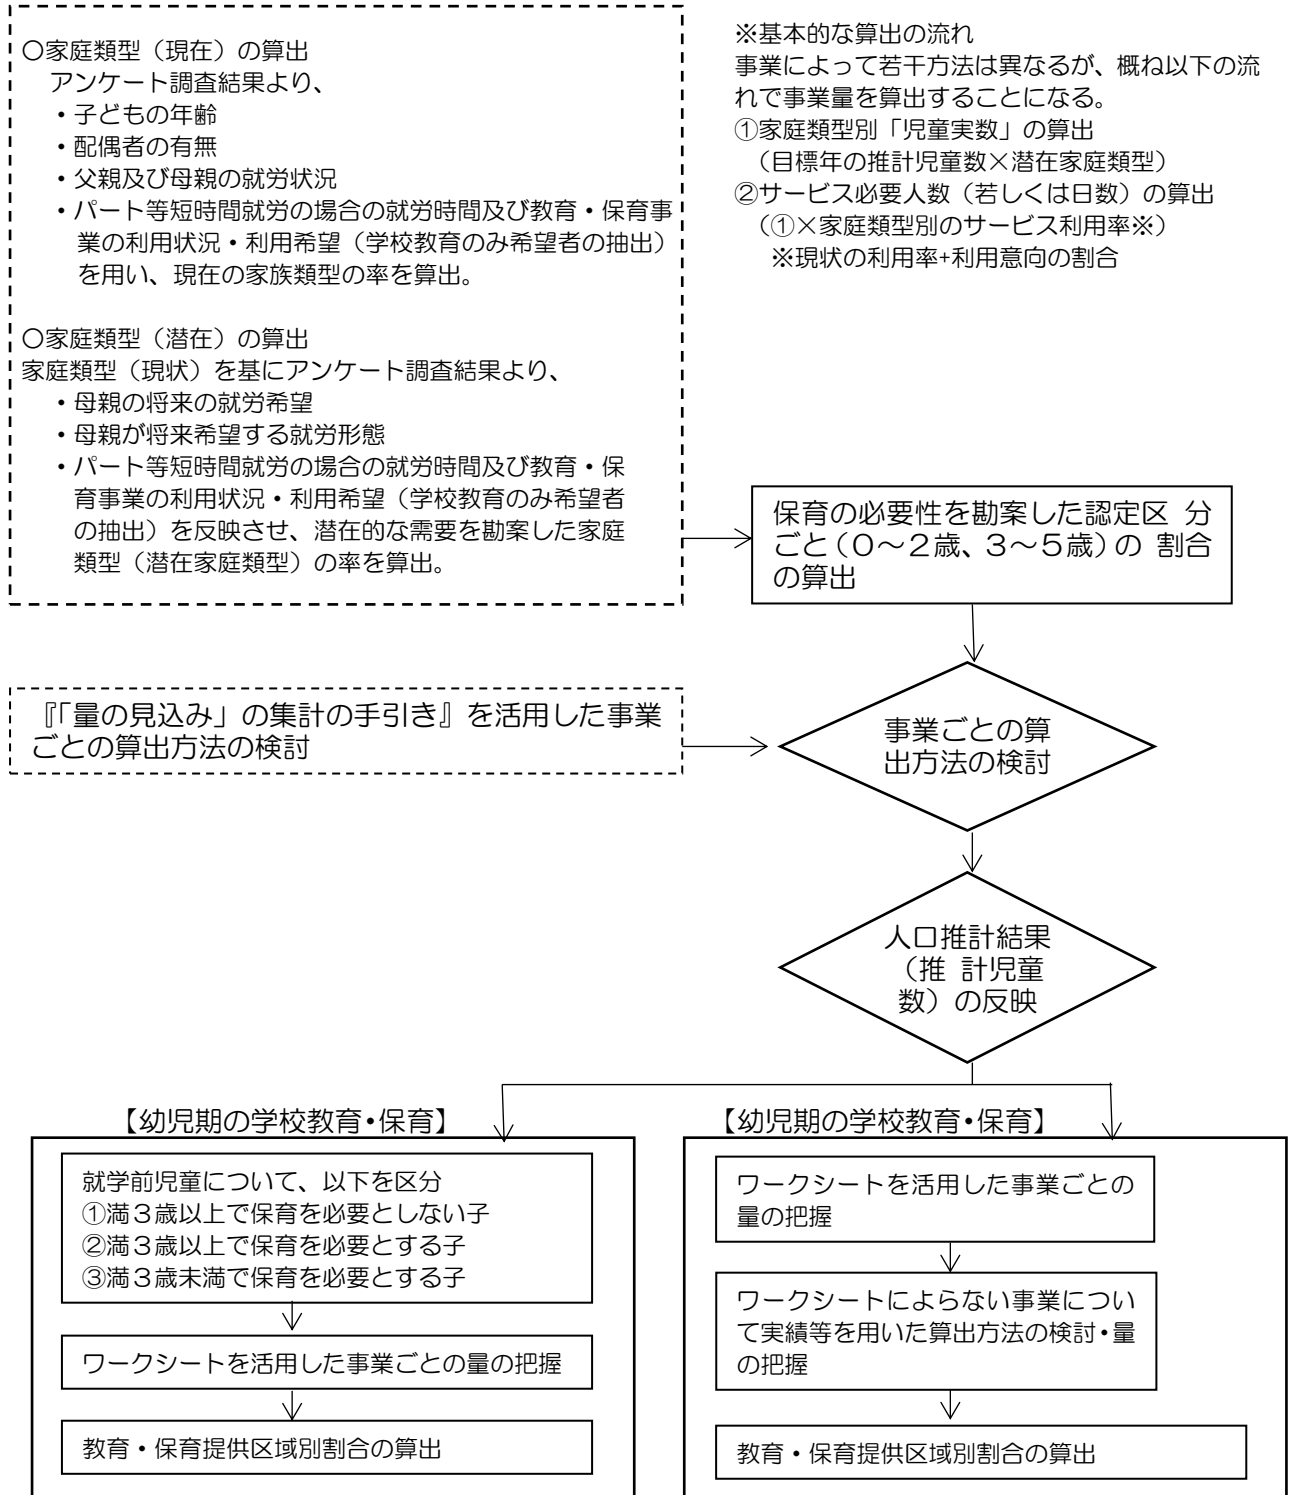 〇家庭類型（現在）の算出
アンケート調査結果より、
・子どもの年齢
・配偶者の有無
・父親及び母親の就労状況
・パート等短時間就労の場合の就労時間及び教育・保育事
業の利用状況・利用希望（学校教育のみ希望者の抽出）
を用い、現在の家族類型の率を算出。
〇家庭類型（潜在）の算出
家庭類型（現状）を基にアンケート調査結果より、
・母親の将来の就労希望
・母親が将来希望する就労形態
・パート等短時間就労の場合の就労時間及び教育・保
育事業の利用状況・利用希望（学校教育のみ希望者
の抽出）を反映させ、潜在的な需要を勘案した家庭
類型（潜在家庭類型）の率を算出。
※基本的な算出の流れ
事業によって若干方法は異なるが、概ね以下の流
れで事業量を算出することになる。
①家庭類型別「児童実数」の算出
（目標年の推計児童数×潜在家庭類型）
②サービス必要人数（若しくは日数）の算出
（①×家庭類型別のサービス利用率※）
※現状の利用率+利用意向の割合
保育の必要性を勘案した認定区 分
ごと（０～２歳、３～５歳）の 割合
の算出
『「量の見込み」の集計の手引き』を活用した事業
ごとの算出方法の検討
事業ごとの算
出方法の検討
人口推計結果
（推 計児童
数）の反映
【幼児期の学校教育・保育】
就学前児童について、以下を区分
①満３歳以上で保育を必要としない子
②満３歳以上で保育を必要とする子
③満３歳未満で保育を必要とする子
ワークシートを活用した事業ごとの量の把握
教育・保育提供区域別割合の算出
【幼児期の学校教育・保育】
ワークシートを活用した事業ごとの
量の把握
ワークシートによらない事業につい
て実績等を用いた算出方法の検討・量
の把握
教育・保育提供区域別割合の算出